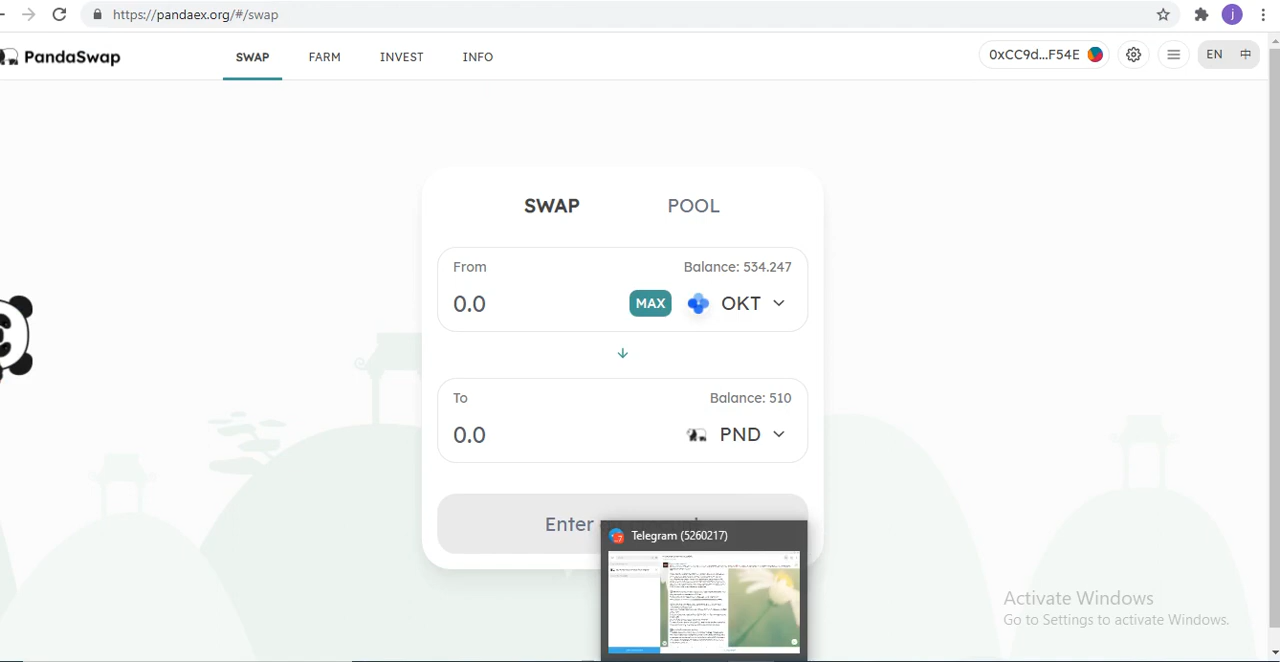 https://pandaex.org/#/swap
j
PandaSwap
SWAP
FARM
INVEST
INFO
0xCC9d...F54E
EN
中
SWAP
POOL
From
Balance: 534.247
0.0
MAX
OKT
To
Balance: 510
0.0
PND
Enter
Telegram (5260217)
Activate Windows
Go to Settings to activate Windows.